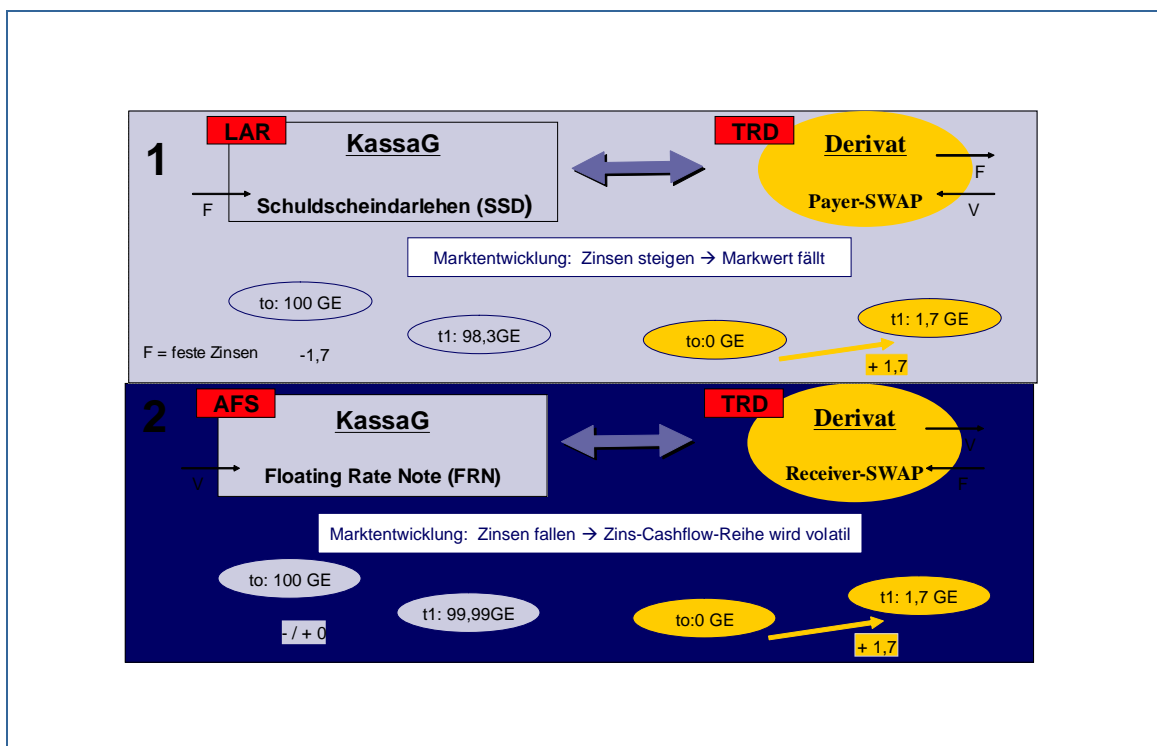 1
LAR
KassaG
TRD
Derivat
F
Schuldscheindarlehen (SSD)
Payer-SWAP
F
V
Marktentwicklung: Zinsen steigen → Markwert fällt
to: 100 GE
t1: 98,3GE
to:0 GE
t1: 1,7 GE
F = feste Zinsen
-1,7
+ 1,7
2
AFS
KassaG
TRD
Derivat
V
Floating Rate Note (FRN)
Receiver-SWAP
V
F
Marktentwicklung: Zinsen fallen → Zins-Cashflow-Reihe wird volatil
to: 100 GE
t1: 99,99GE
to:0 GE
t1: 1,7 GE
- / + 0
+ 1,7